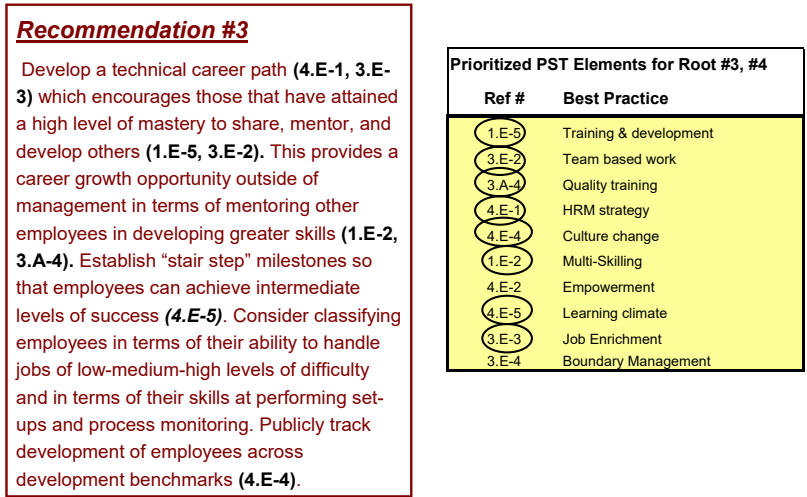 Recommendation #3
Develop a technical career path (4.E-1, 3.E-
3) which encourages those that have attained
a high level of mastery to share, mentor, and
develop others (1.E-5, 3.E-2). This provides a
career growth opportunity outside of
management in terms of mentoring other
employees in developing greater skills (1.E-2,
3.A-4). Establish “stair step” milestones so
that employees can achieve intermediate
levels of success (4.E-5). Consider classifying
employees in terms of their ability to handle
jobs of low-medium-high levels of difficulty
and in terms of their skills at performing set-
ups and process monitoring. Publicly track
development of employees across
development benchmarks (4.E-4).
Prioritized PST Elements for Root #3, #4
Ref # Best Practice
1.E-5 Training & development
3.E-2 Team based work
3.A-4 Quality training
4.E-1 HRM strategy
4.E-4 Culture change
1.E-2 Multi-Skilling
4.E-2 Empowerment
4.E-5 Learning climate
3.E-3 Job Enrichment
3.E-4 Boundary Management